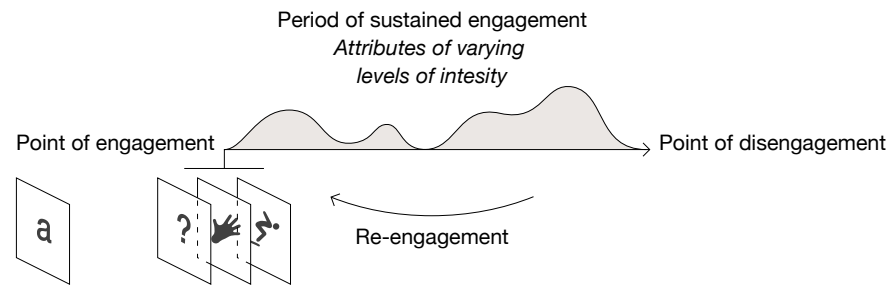 Period of sustained engagement
Attributes of varying
levels of intesity
Point of engagement
Point of disengagement
a
?
Re-engagement